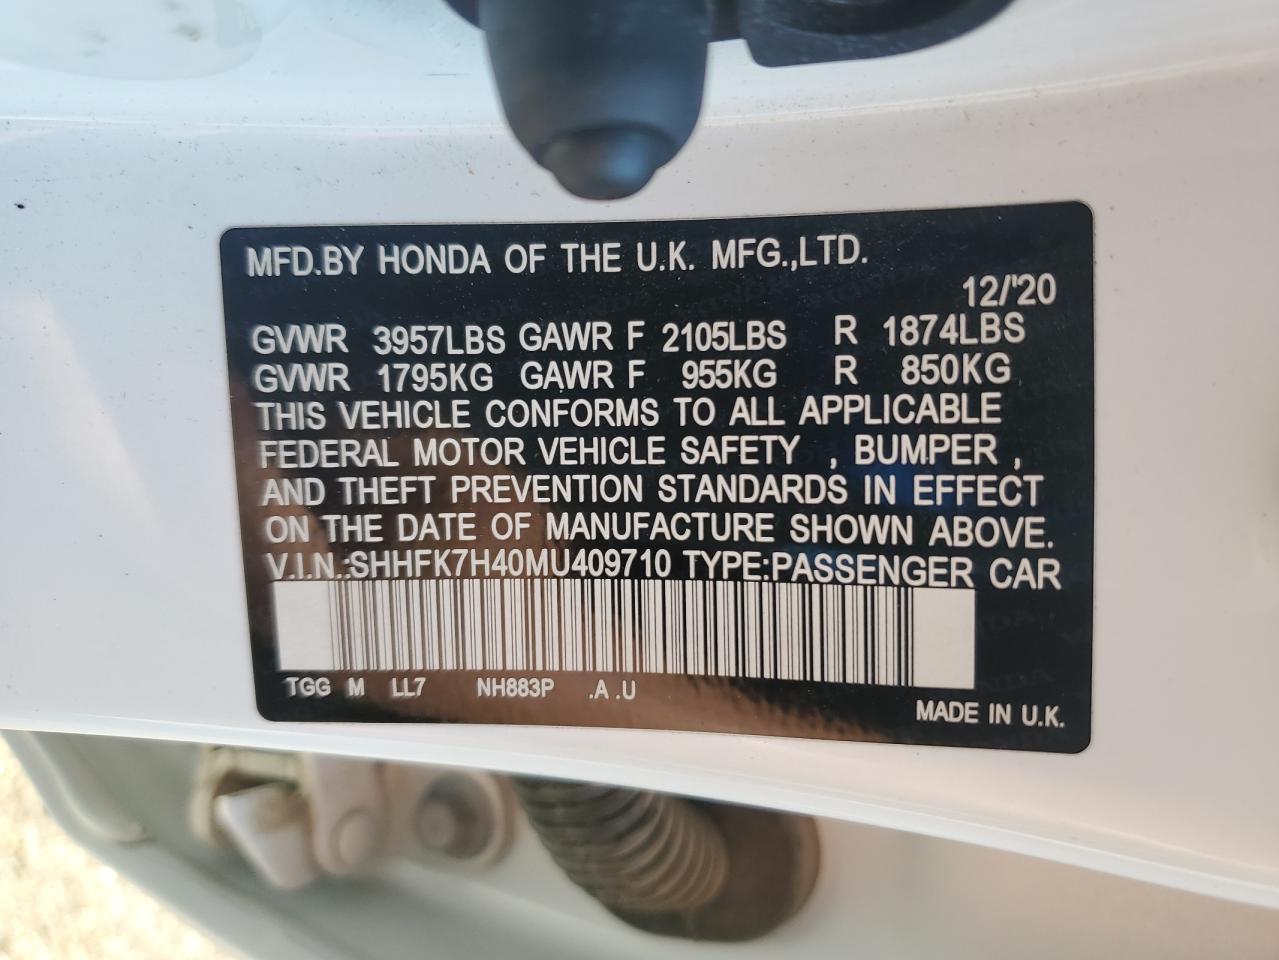 MFD.BY HONDA OF THE U.K. MFG.,LTD.
12/'20
GVWR 3957LBS GAWR F 2105LBS R 1874LBS
GVWR 1795KG GAWR F 955KG R 850KG
THIS VEHICLE CONFORMS TO ALL APPLICABLE
FEDERAL MOTOR VEHICLE SAFETY , BUMPER ,
AND THEFT PREVENTION STANDARDS IN EFFECT
ON THE DATE OF MANUFACTURE SHOWN ABOVE.
V.I.N.:SHHFK7H40MU409710 TYPE:PASSENGER CAR
TGG M LL7 NH883P .A .U
MADE IN U.K.